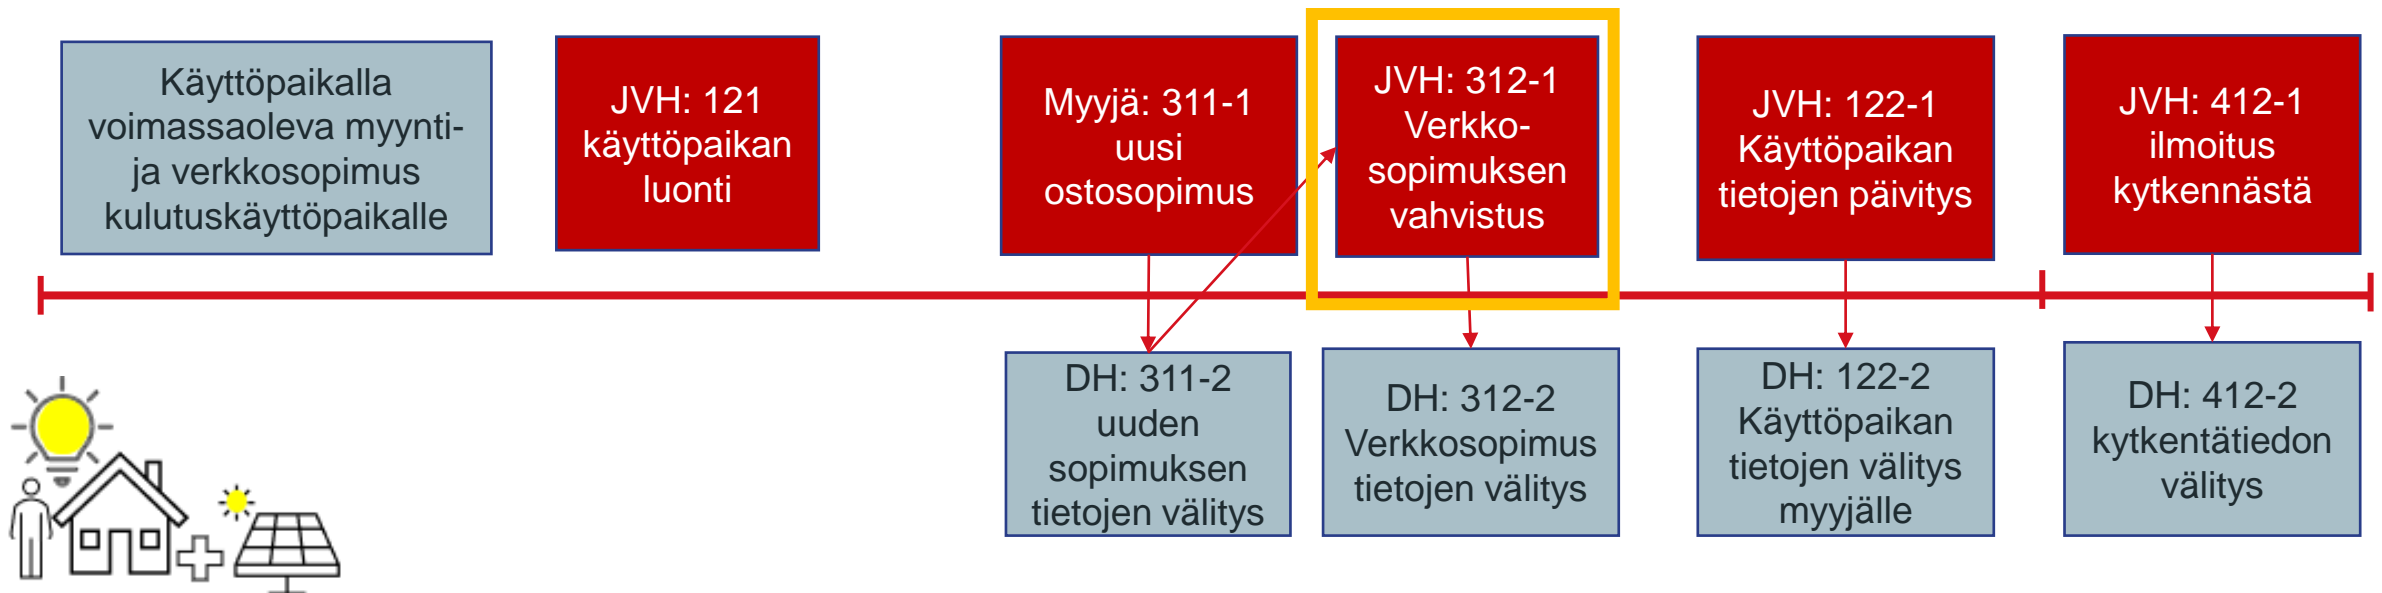 Käyttöpaikalla
voimassaoleva myynti-
ja verkkosopimus
kulutuskäyttöpaikalle
JVH: 121
käyttöpaikan
luonti
Myyjä: 311-1
uusi
ostosopimus
JVH: 312-1
Verkko-
sopimuksen
vahvistus
JVH: 122-1
Käyttöpaikan
tietojen päivitys
JVH: 412-1
ilmoitus
kytkennästä
DH: 311-2
uuden
sopimuksen
tietojen välitys
DH: 312-2
Verkkosopimus
tietojen välitys
DH: 122-2
Käyttöpaikan
tietojen välitys
myyjälle
DH: 412-2
kytkentätiedon
välitys